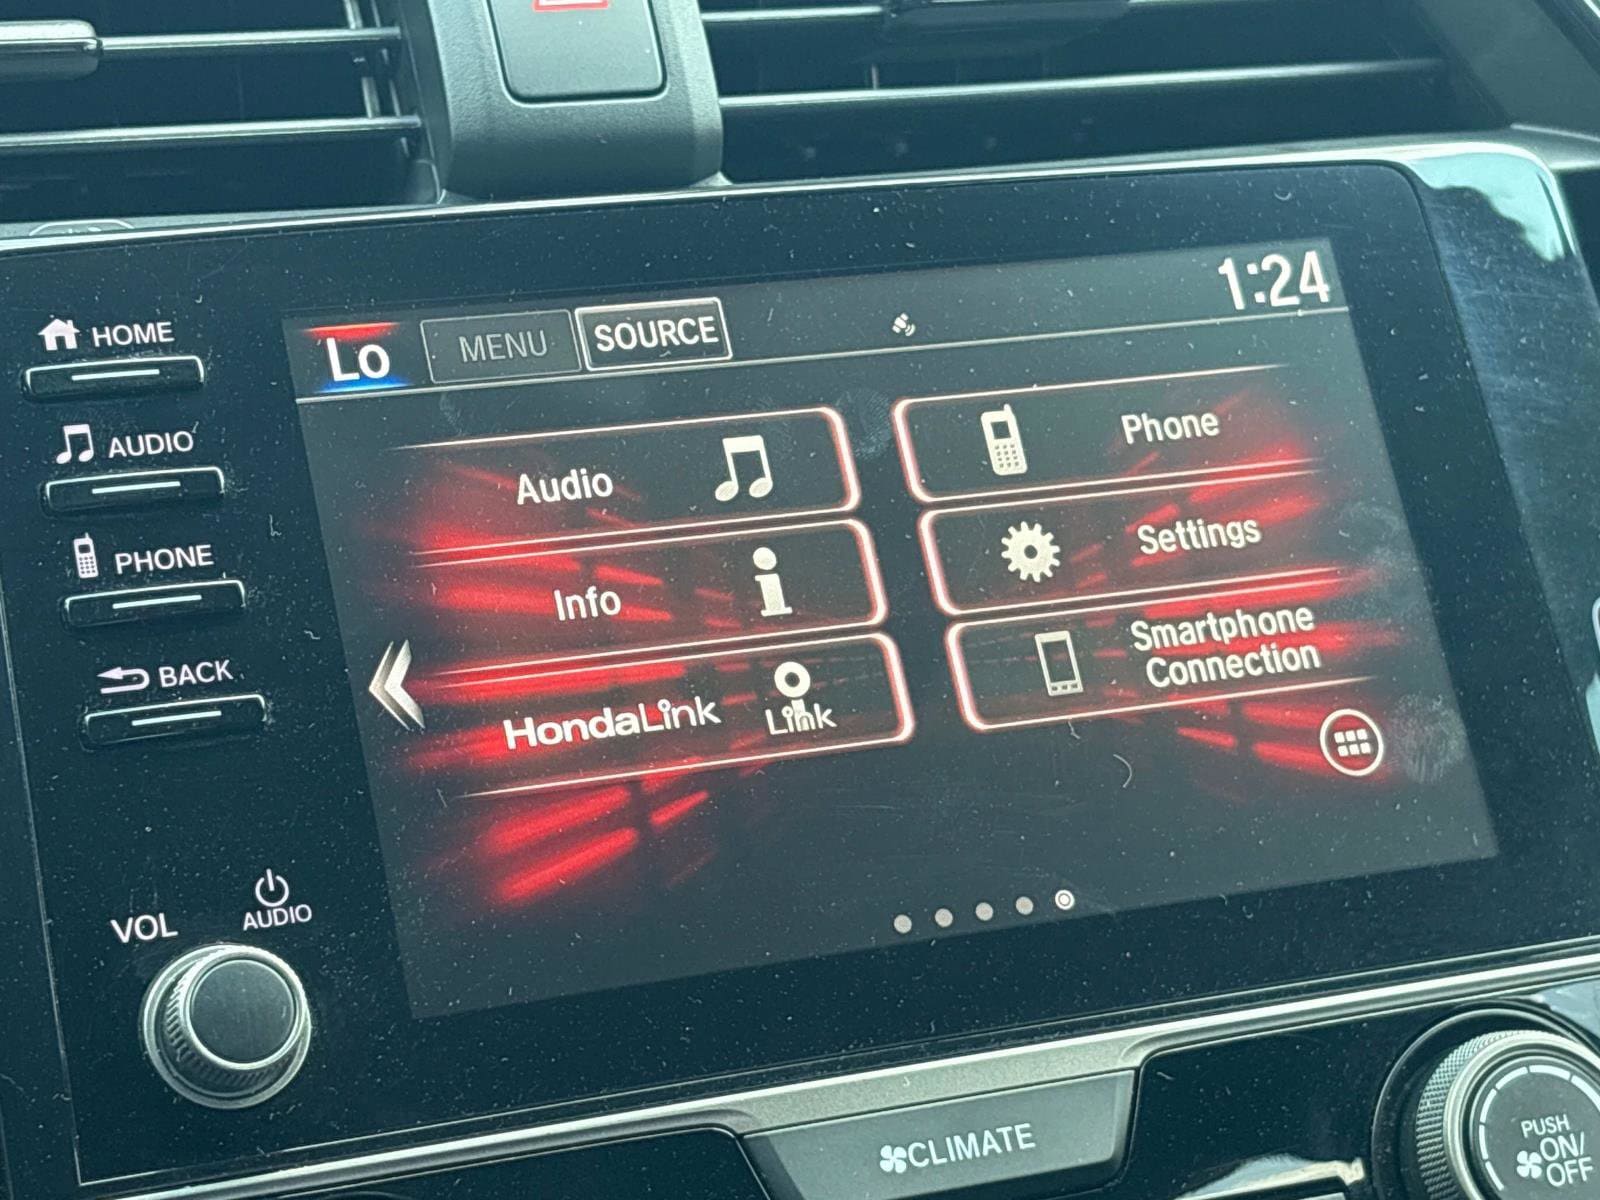 1:24
Lo
MENU
SOURCE
HOME
AUDIO
PHONE
BACK
Audio
Phone
Info
Settings
HondaLink
Link
Smartphone
Connection
VOL
AUDIO
CLIMATE
PUSH
ON/
OFF